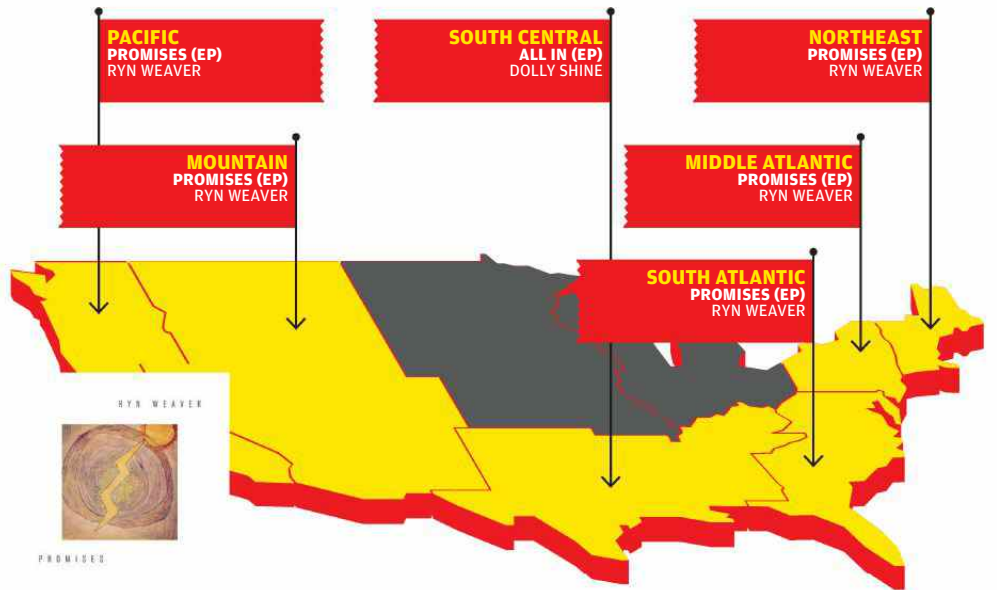 PACIFIC
PROMISES (EP)
RYN WEAVER
SOUTH CENTRAL
ALL IN (EP)
DOLLY SHINE
NORTHEAST
PROMISES (EP)
RYN WEAVER
MOUNTAIN
PROMISES (EP)
RYN WEAVER
MIDDLE ATLANTIC
PROMISES (EP)
RYN WEAVER
SOUTH ATLANTIC
PROMISES (EP)
RYN WEAVER
RYN WEAVER
PROMISES